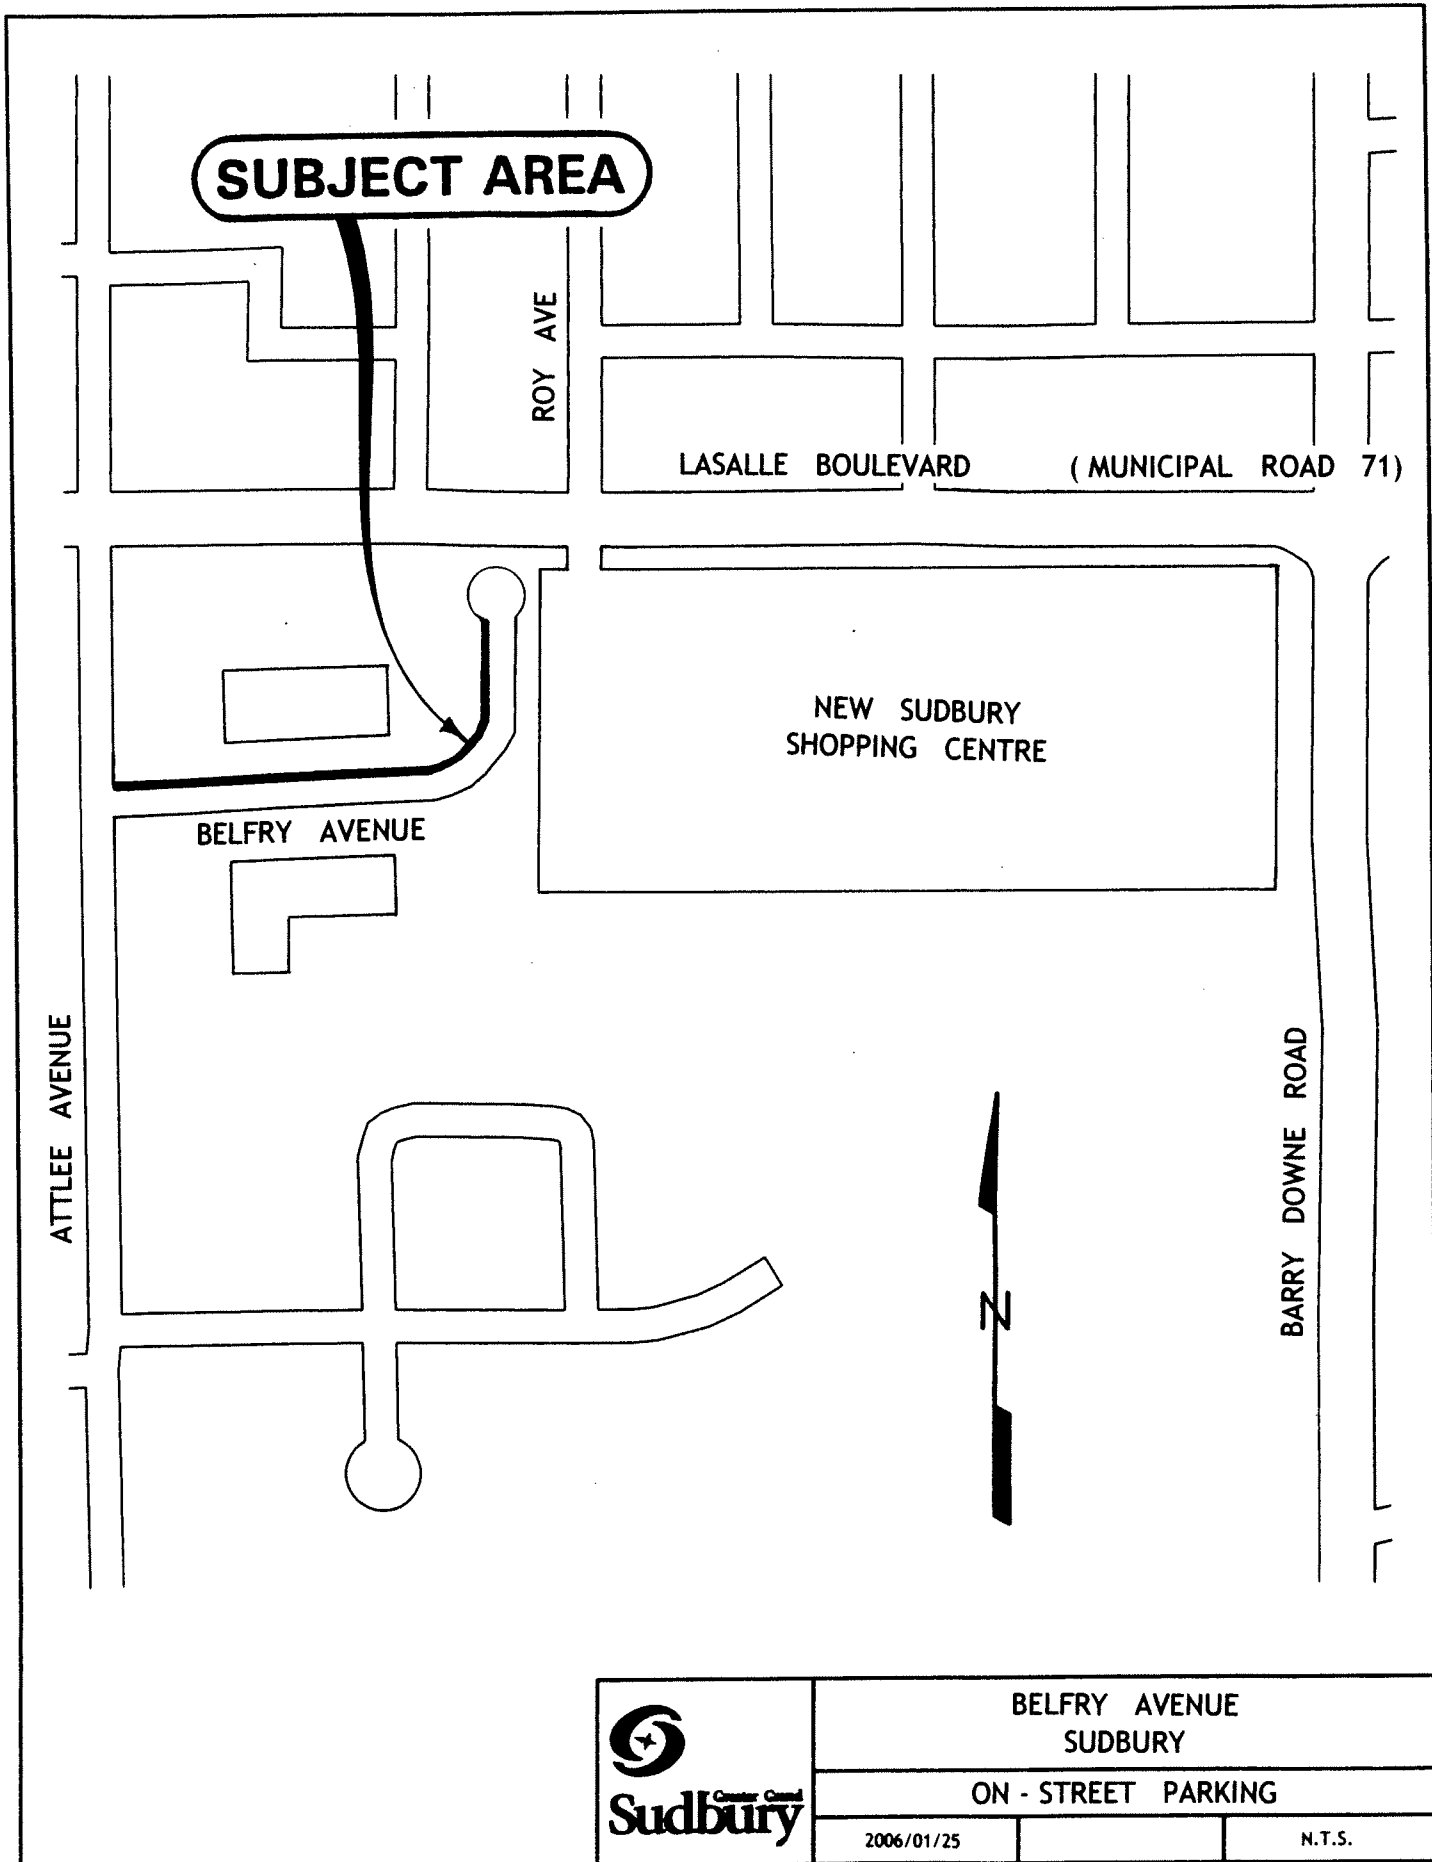 SUBJECT AREA
ROY AVE
LASALLE BOULEVARD (MUNICIPAL ROAD 71)
NEW SUDBURY
SHOPPING CENTRE
BELFRY AVENUE
ATTLEE AVENUE
BARRY DOWNE ROAD
N
BELFRY AVENUE
SUDBURY
ON - STREET PARKING
Sudbury
2006/01/25
N.T.S.